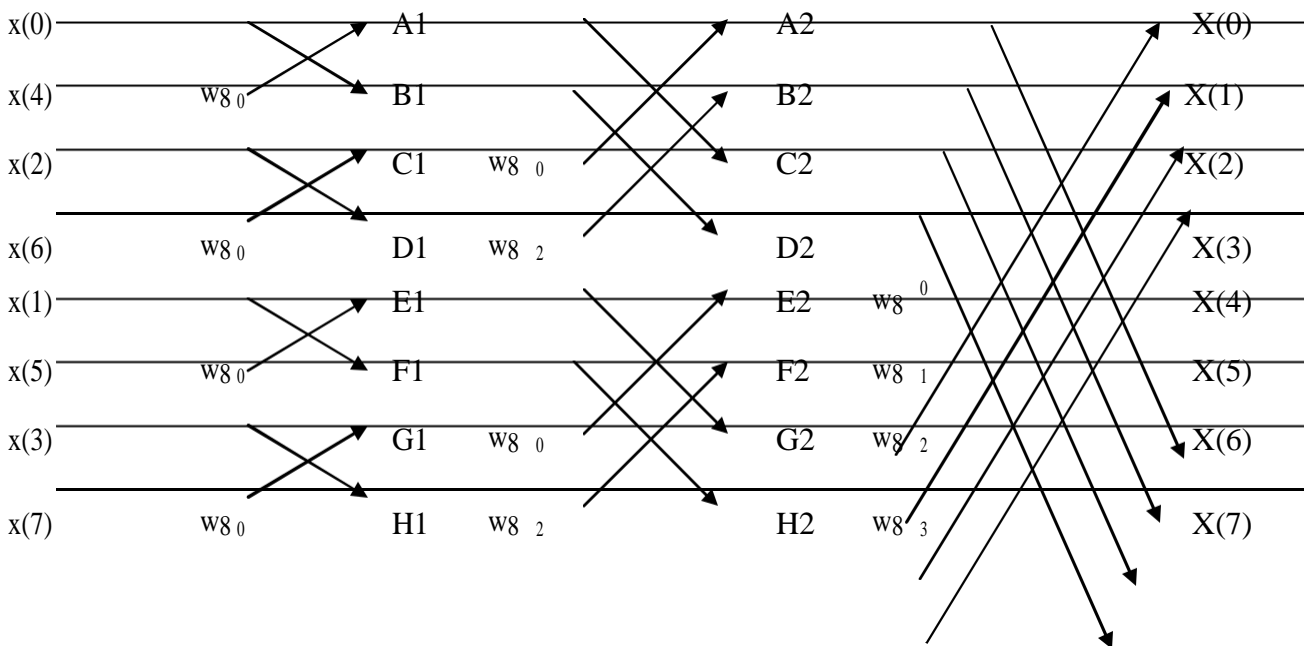 x(0) A1 A2 X(0)
x(4) w8 0 B1 B2 X(1)
x(2) C1 w8 0 C2 X(2)
x(6) w8 0 D1 w8 2 D2 X(3)
x(1) E1 E2 w8 0 X(4)
x(5) w8 0 F1 F2 w8 1 X(5)
x(3) G1 w8 0 G2 w8 2 X(6)
x(7) w8 0 H1 w8 2 H2 w8 3 X(7)